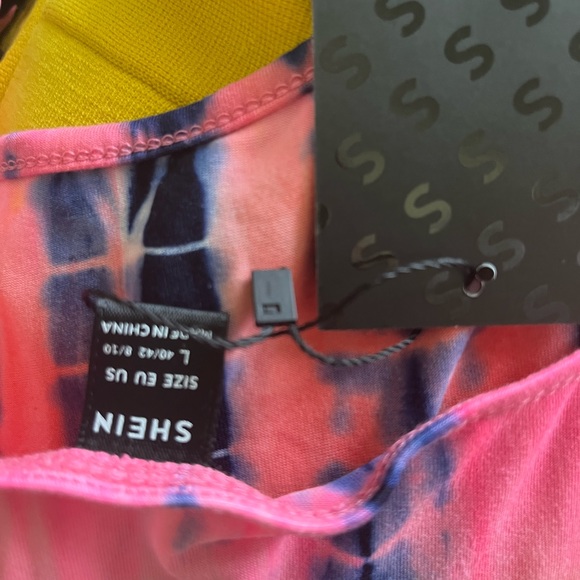 SHEIN
SIZE EU US
L 40/42 8/10
MADE IN CHINA